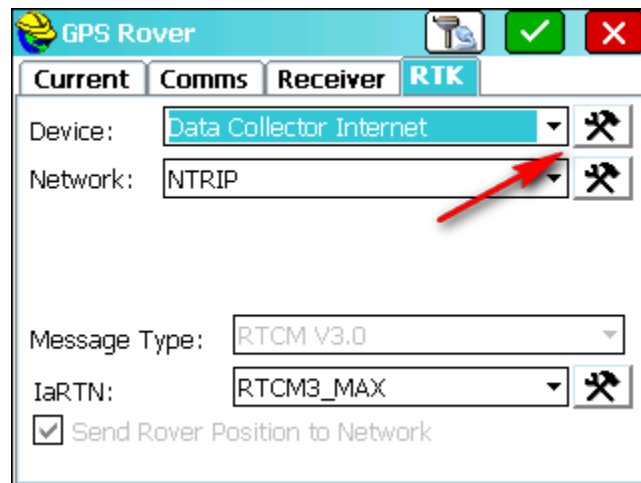 GPS Rover
Current Comms Receiver RTK
Device: Data Collector Internet
Network: NTRIP
Message Type: RTCM V3.0
IaRTN: RTCM3_MAX
Send Rover Position to Network